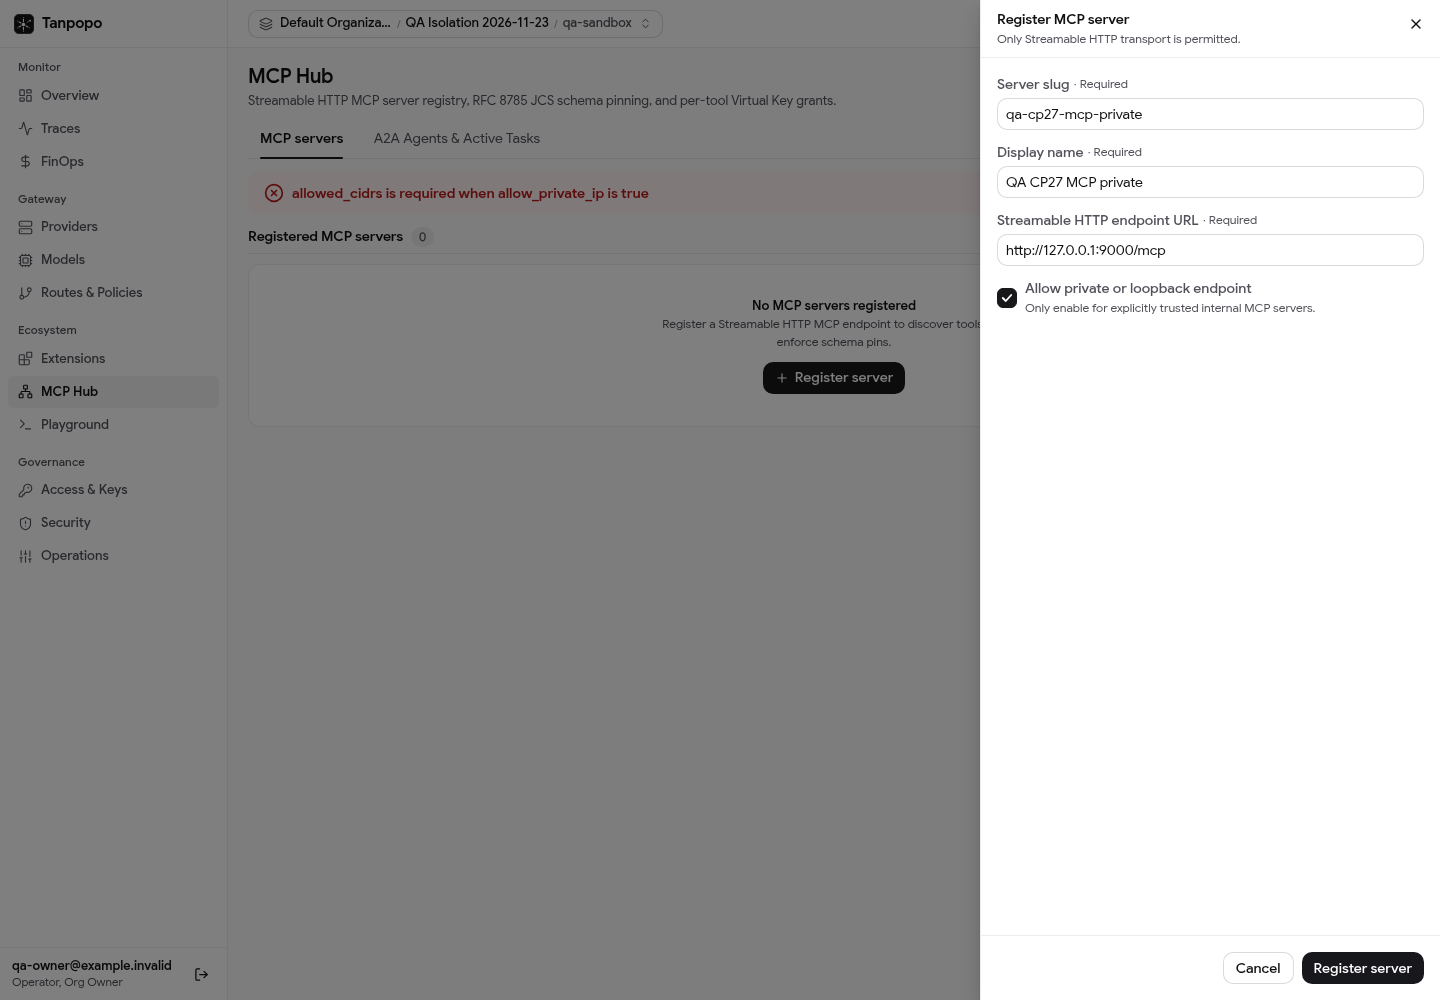 Tanpopo
Monitor
Overview
Traces
FinOps
Gateway
Providers
Models
Routes & Policies
Ecosystem
Extensions
MCP Hub
Playground
Governance
Access & Keys
Security
Operations
qa-owner@example.invalid
Operator, Org Owner
Default Organiza... / QA Isolation 2026-11-23 / qa-sandbox
MCP Hub
Streamable HTTP MCP server registry, RFC 8785 JCS schema pinning, and per-tool Virtual Key grants.
MCP servers
A2A Agents & Active Tasks
allowed_cidrs is required when allow_private_ip is true
Registered MCP servers 0
No MCP servers registered
Register a Streamable HTTP MCP endpoint to discover tools
enforce schema pins.
Register server
Register MCP server
Only Streamable HTTP transport is permitted.
Server slug · Required
qa-cp27-mcp-private
Display name · Required
QA CP27 MCP private
Streamable HTTP endpoint URL · Required
http://127.0.0.1:9000/mcp
Allow private or loopback endpoint
Only enable for explicitly trusted internal MCP servers.
Cancel
Register server